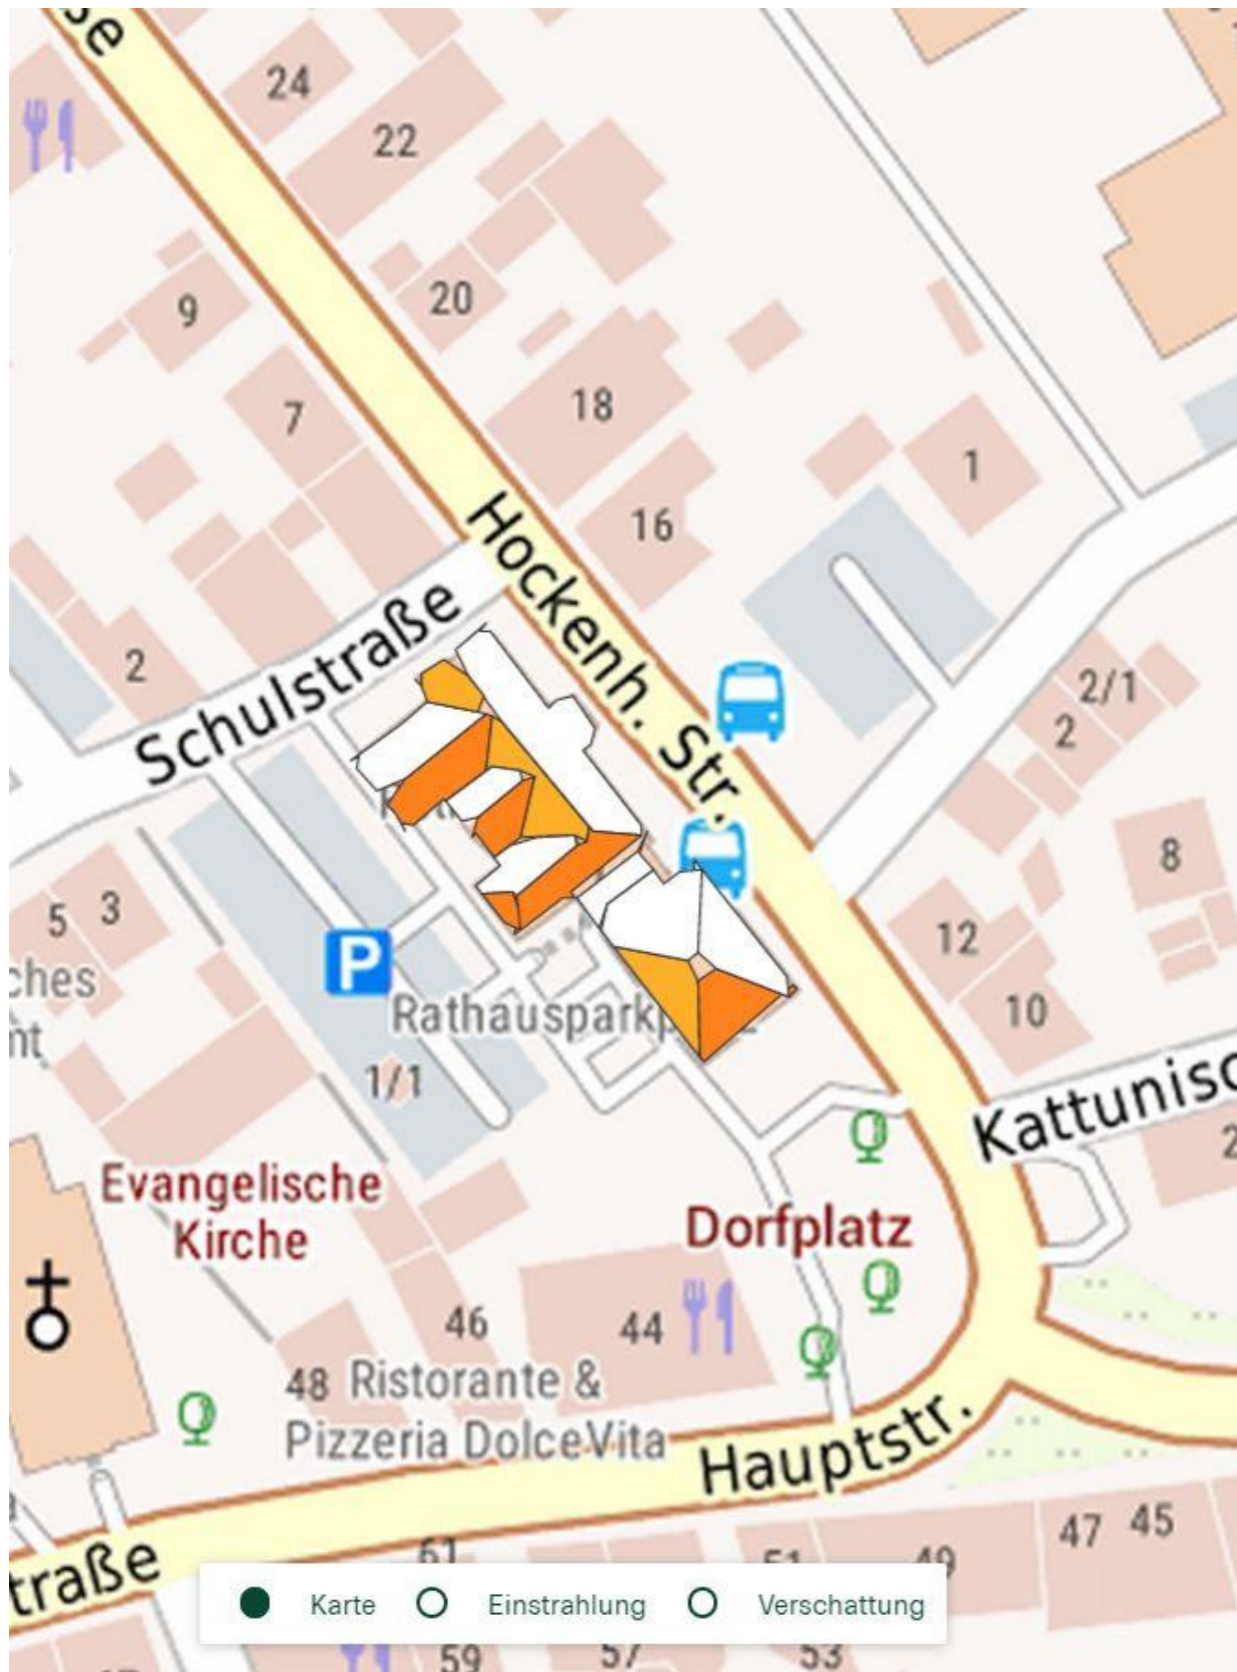 24
22
9
20
7
18
1
16
Hockenh. Str.
Schulstraße
2
2/1
2
8
5
3
12
P
10
Rathausparkp
1/1
Kattunisc
Evangelische
Kirche
Dorfplatz
46
44
48
Ristorante &
Pizzeria DolceVita
Hauptstr.
47
45
traße
61
51
49
Karte
Einstrahlung
Verschattung
59
57
53